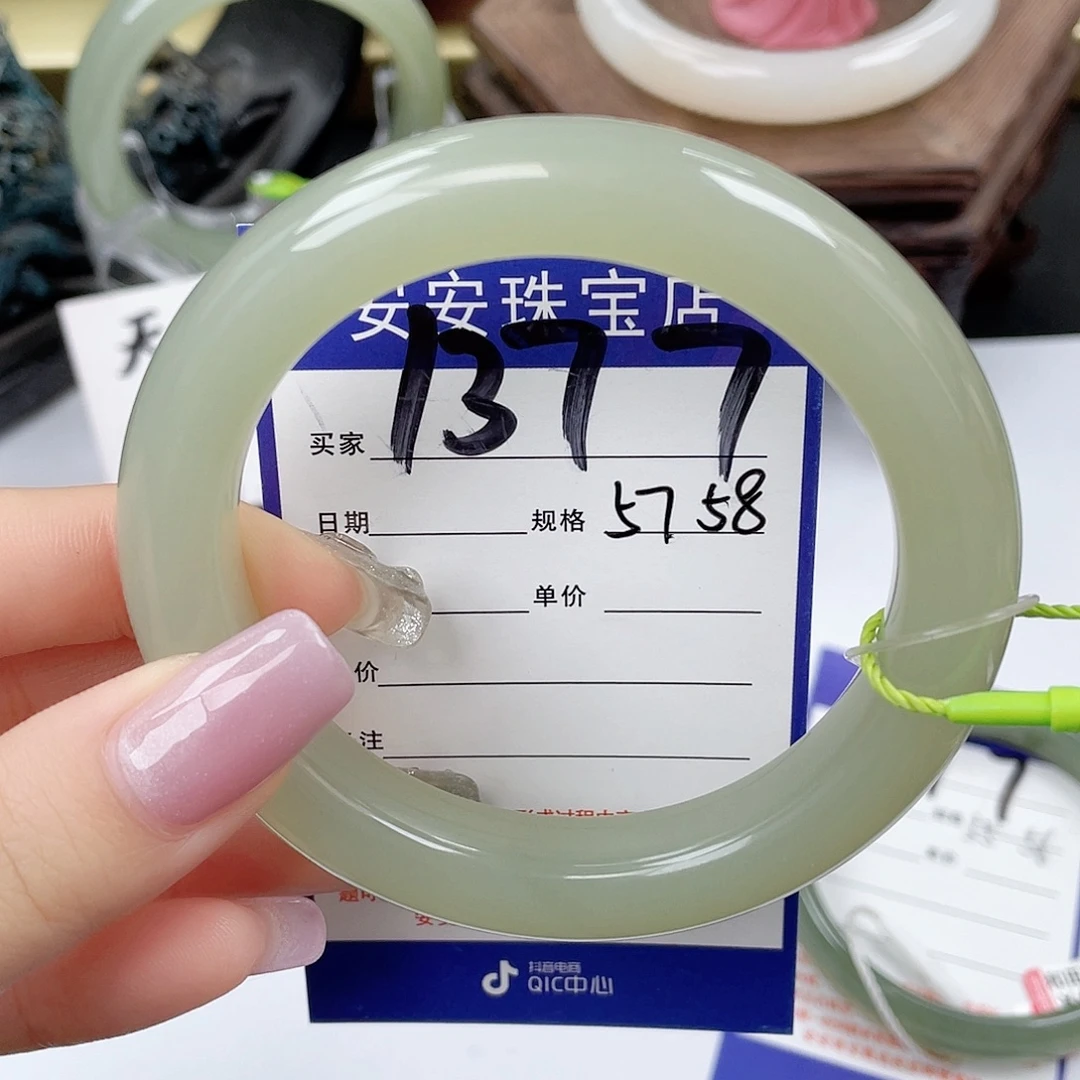 天
安安珠宝店
1377
买家
日期 规格 57 58
单价
价
注
抖音电商
QIC中心